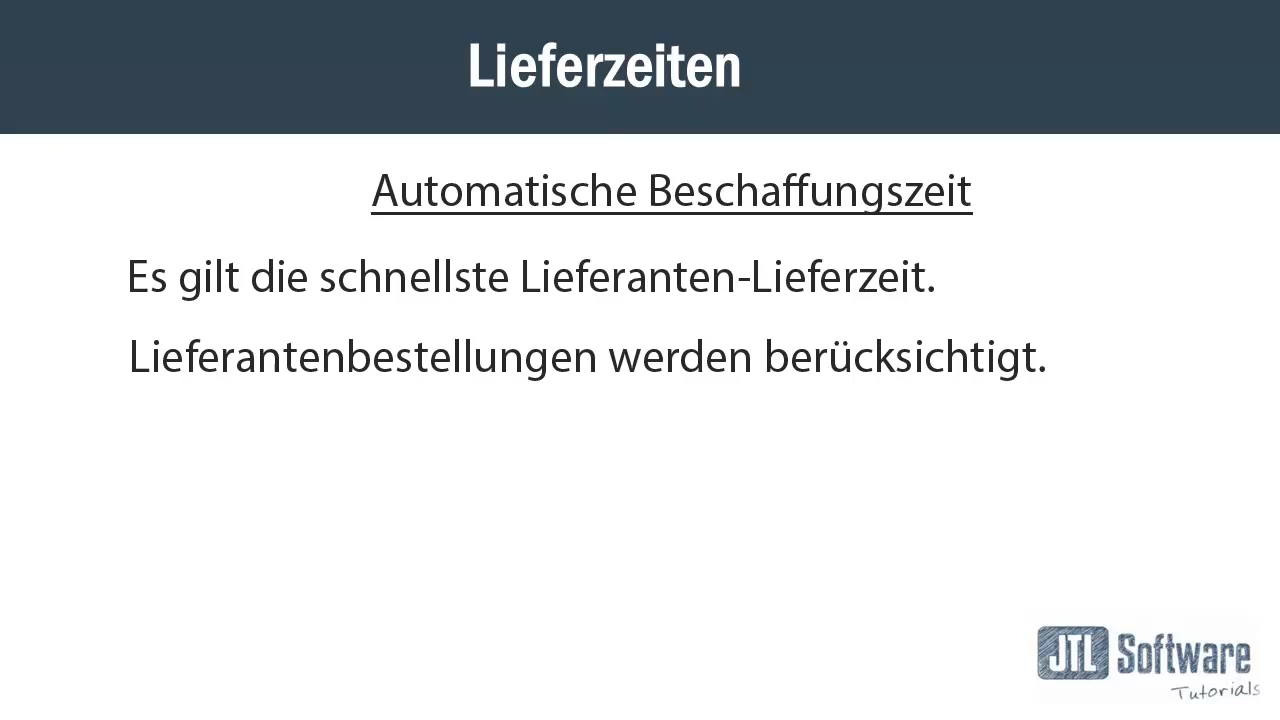 Lieferzeiten
Automatische Beschaffungszeit
Es gilt die schnellste Lieferanten-Lieferzeit.
Lieferantenbestellungen werden berücksichtigt.
JTL Software
Tutorials